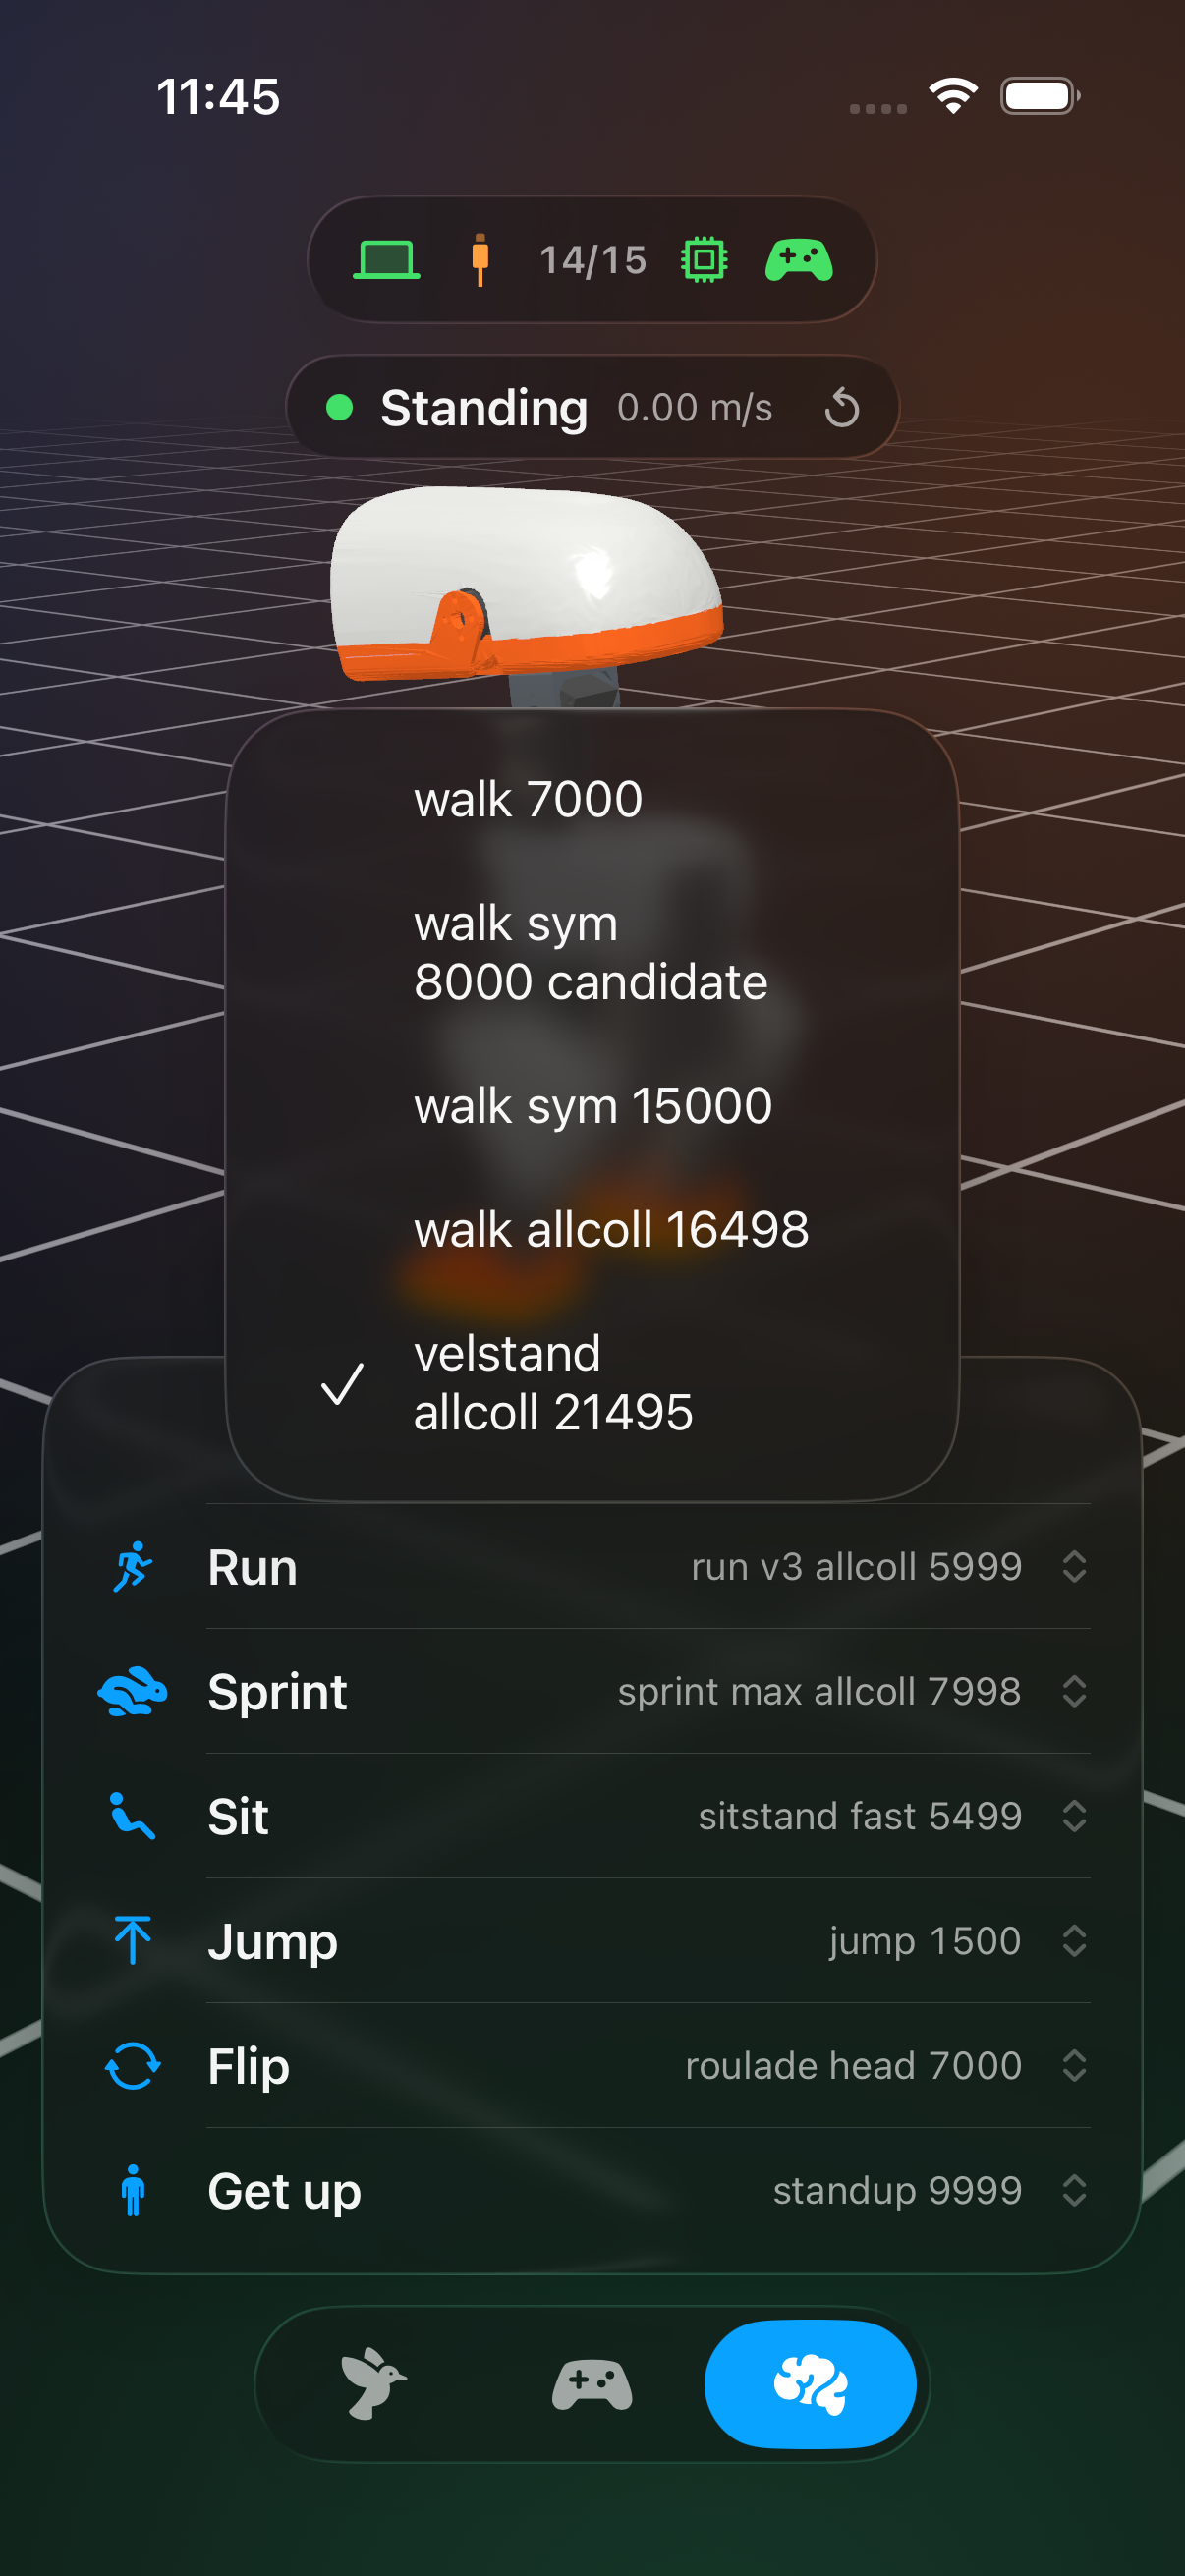 11:45
14/15
Standing 0.00 m/s
walk 7000
walk sym
8000 candidate
walk sym 15000
walk allcoll 16498
velstand
allcoll 21495
Run run v3 allcoll 5999
Sprint sprint max allcoll 7998
Sit sitstand fast 5499
Jump jump 1500
Flip roulade head 7000
Get up standup 9999